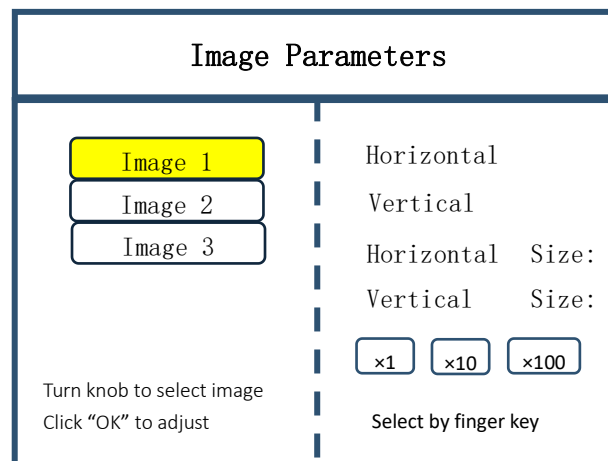 Image Parameters
Image 1
Image 2
Image 3
Turn knob to select image
Click “OK” to adjust
Horizontal
Vertical
Horizontal Size:
Vertical Size:
×1 ×10 ×100
Select by finger key